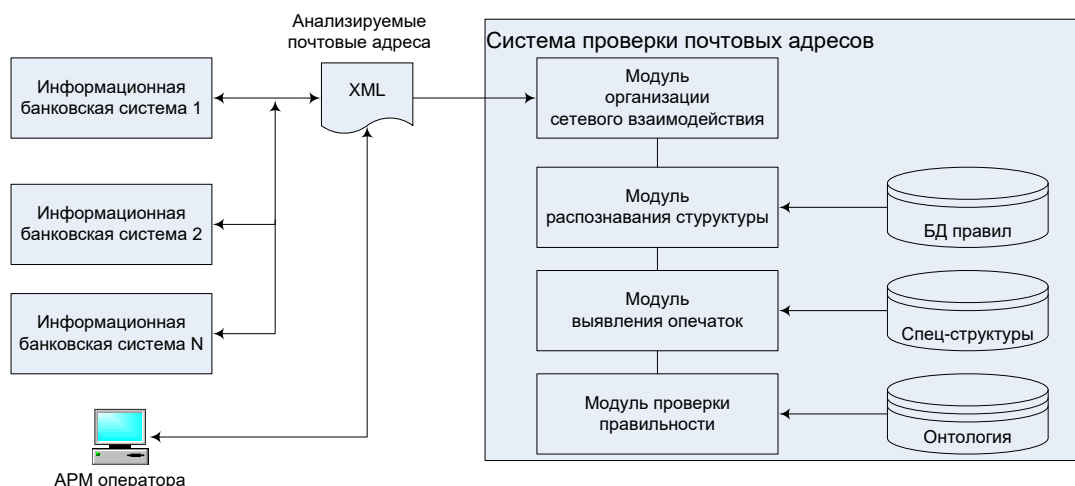 Анализируемые
почтовые адреса
XML
Информационная
банковская система 1
Информационная
банковская система 2
Информационная
банковская система N
АРМ оператора
Система проверки почтовых адресов
Модуль
организации
сетевого взаимодействия
Модуль
распознавания стуруктуры
БД правил
Модуль
выявления опечаток
Спец-структуры
Модуль проверки
правильности
Онтология